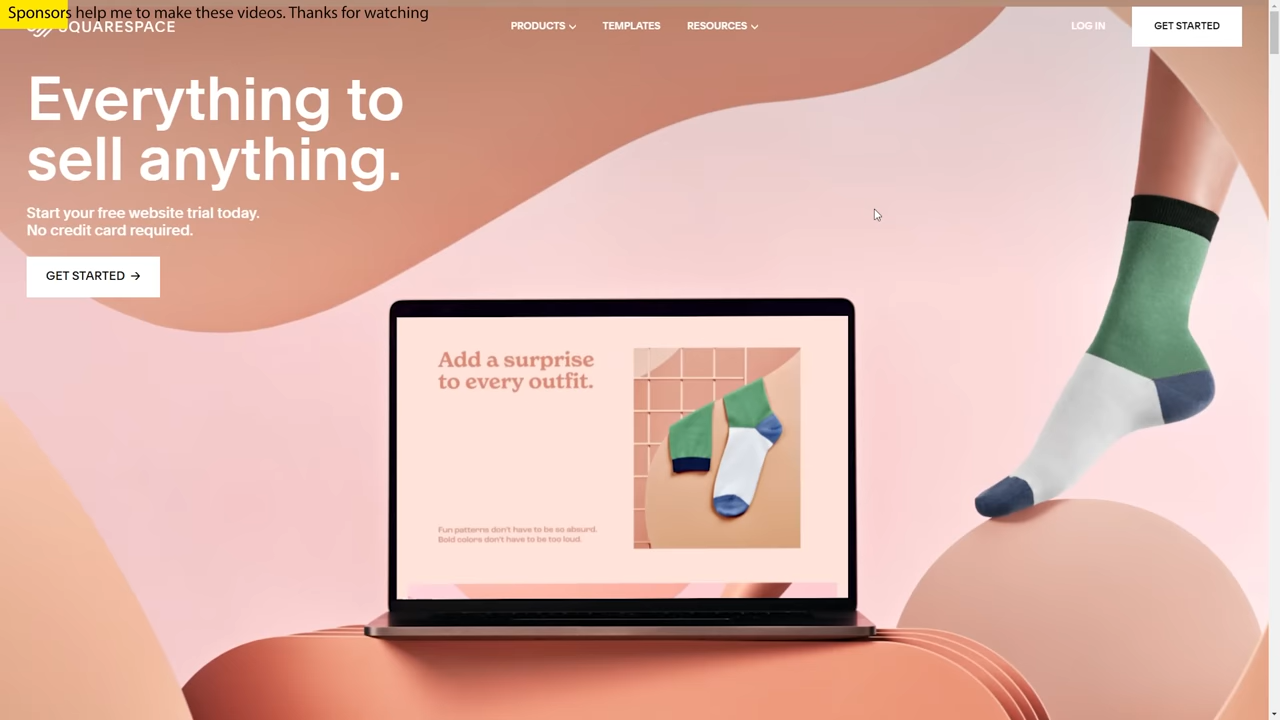 Sponsors help me to make these videos. Thanks for watching
SQUARESPACE
PRODUCTS
TEMPLATES
RESOURCES
LOG IN
GET STARTED
Everything to
sell anything.
Start your free website trial today.
No credit card required.
GET STARTED →
Add a surprise
to every outfit.
Fun patterns don't have to be so absurd.
Bold colors don't have to be too loud.